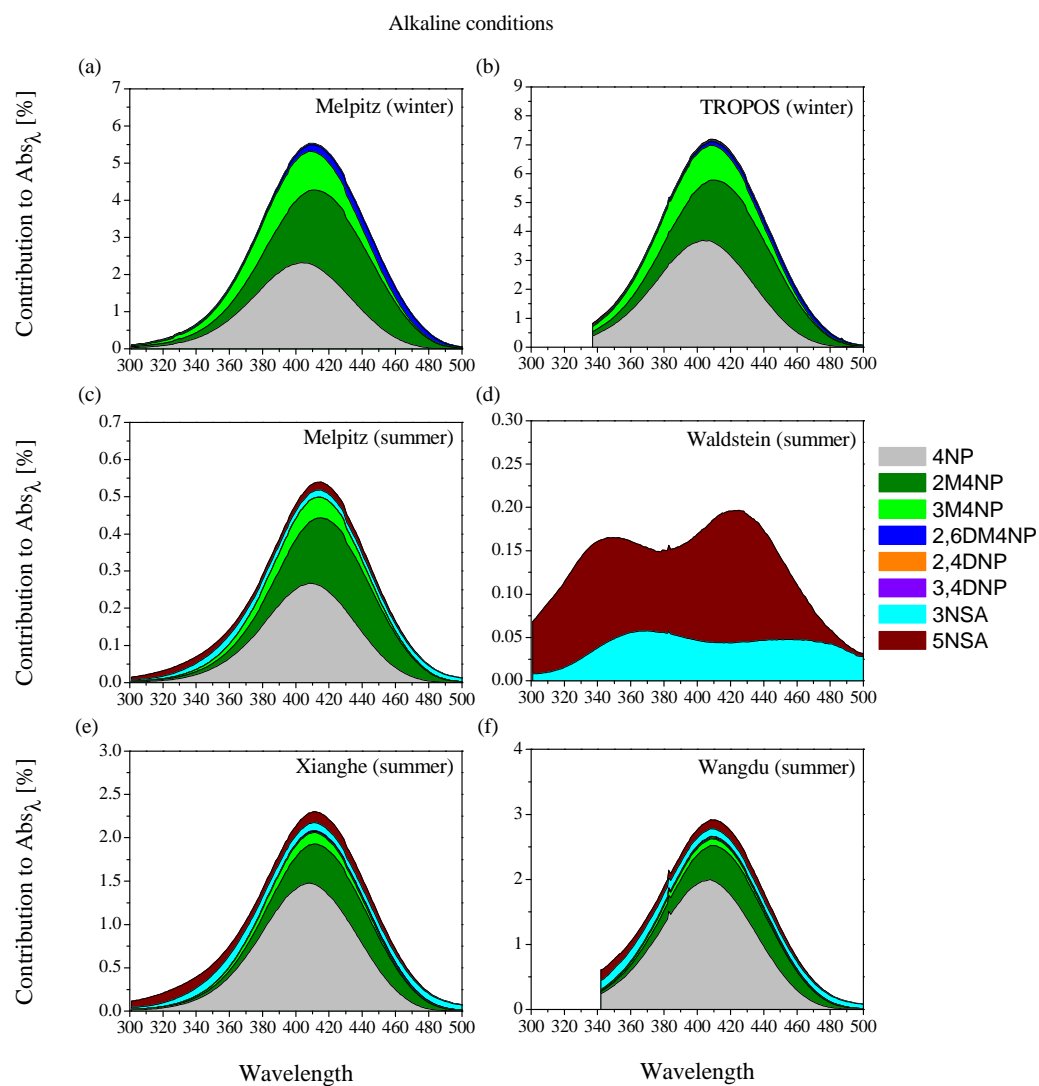 Alkaline conditions
(a)
(b)
Contribution to Absλ [%]
Melpitz (winter)
7
6
5
4
3
2
1
0
300 320 340 360 380 400 420 440 460 480 500
TROPOS (winter)
9
8
7
6
5
4
3
2
1
0
300 320 340 360 380 400 420 440 460 480 500
(c)
(d)
Contribution to Absλ [%]
Melpitz (summer)
0.7
0.6
0.5
0.4
0.3
0.2
0.1
0.0
300 320 340 360 380 400 420 440 460 480 500
Waldstein (summer)
0.30
0.25
0.20
0.15
0.10
0.05
0.00
300 320 340 360 380 400 420 440 460 480 500
4NP
2M4NP
3M4NP
2,6DM4NP
2,4DNP
3,4DNP
3NSA
5NSA
(e)
(f)
Contribution to Absλ [%]
Xianghe (summer)
3.0
2.5
2.0
1.5
1.0
0.5
0.0
300 320 340 360 380 400 420 440 460 480 500
Wavelength
Wangdu (summer)
4
3
2
1
0
300 320 340 360 380 400 420 440 460 480 500
Wavelength